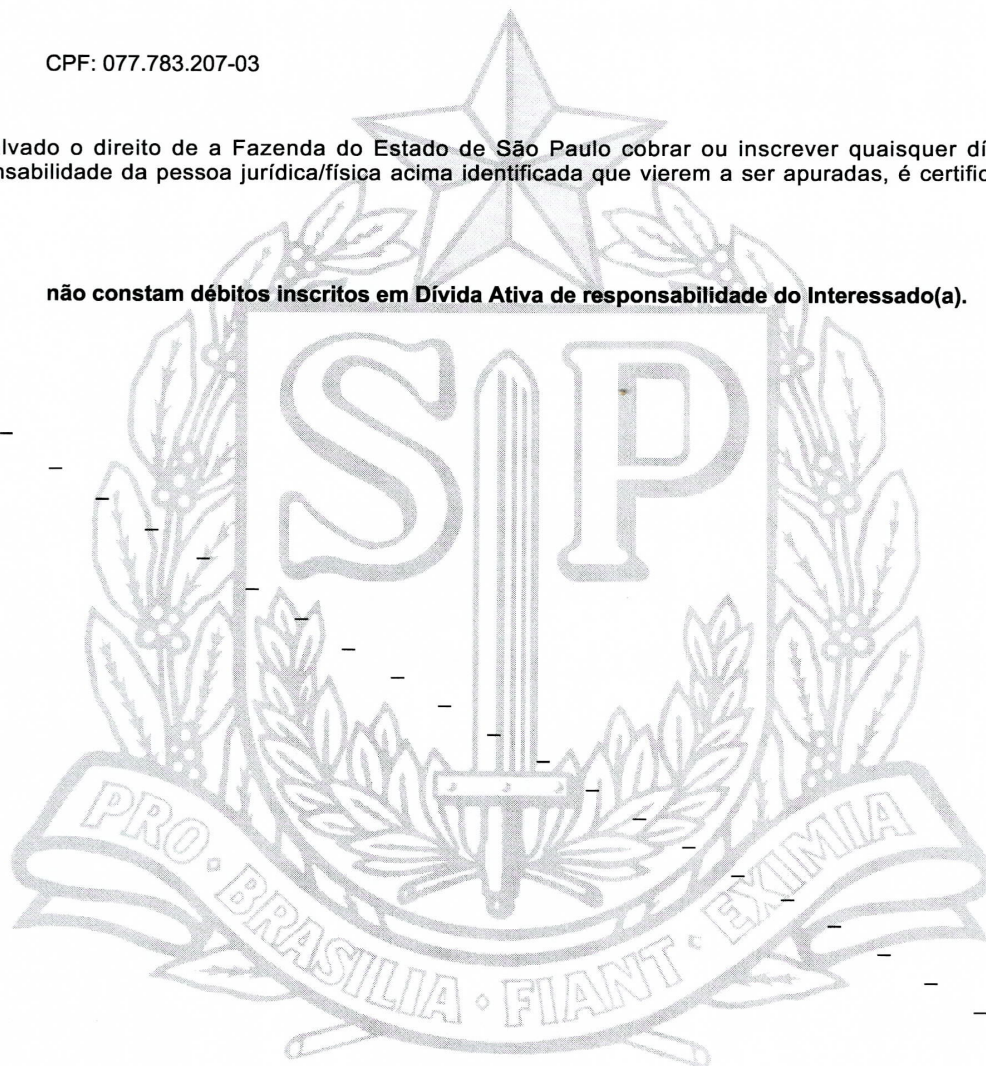 CPF: 077.783.207-03
lvado o direito de a Fazenda do Estado de São Paulo cobrar ou inscrever quaisquer dí
nsabilidade da pessoa jurídica/física acima identificada que vierem a ser apuradas, é certific
não constam débitos inscritos em Dívida Ativa de responsabilidade do Interessado(a).
SP
PRO · BRASILIA · FIANT · EXIMIA